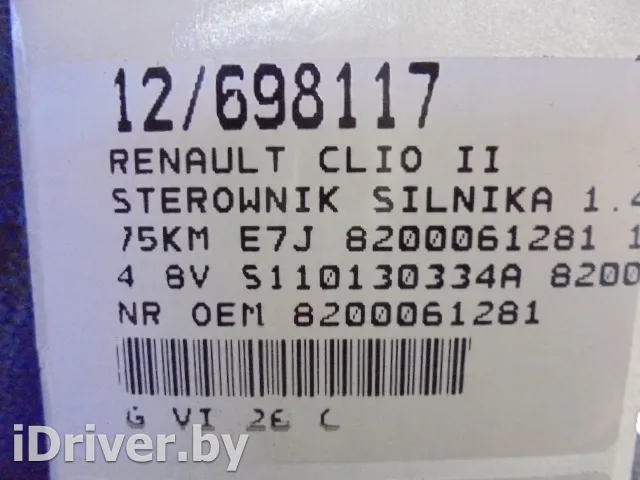 12/698117
RENAULT CLIO II
STEROWNIK SILNIKA 1.4
75KM E7J 8200061281 1
4 8V S110130334A 8200
NR OEM 8200061281
G VI 26 C
iDriver.by